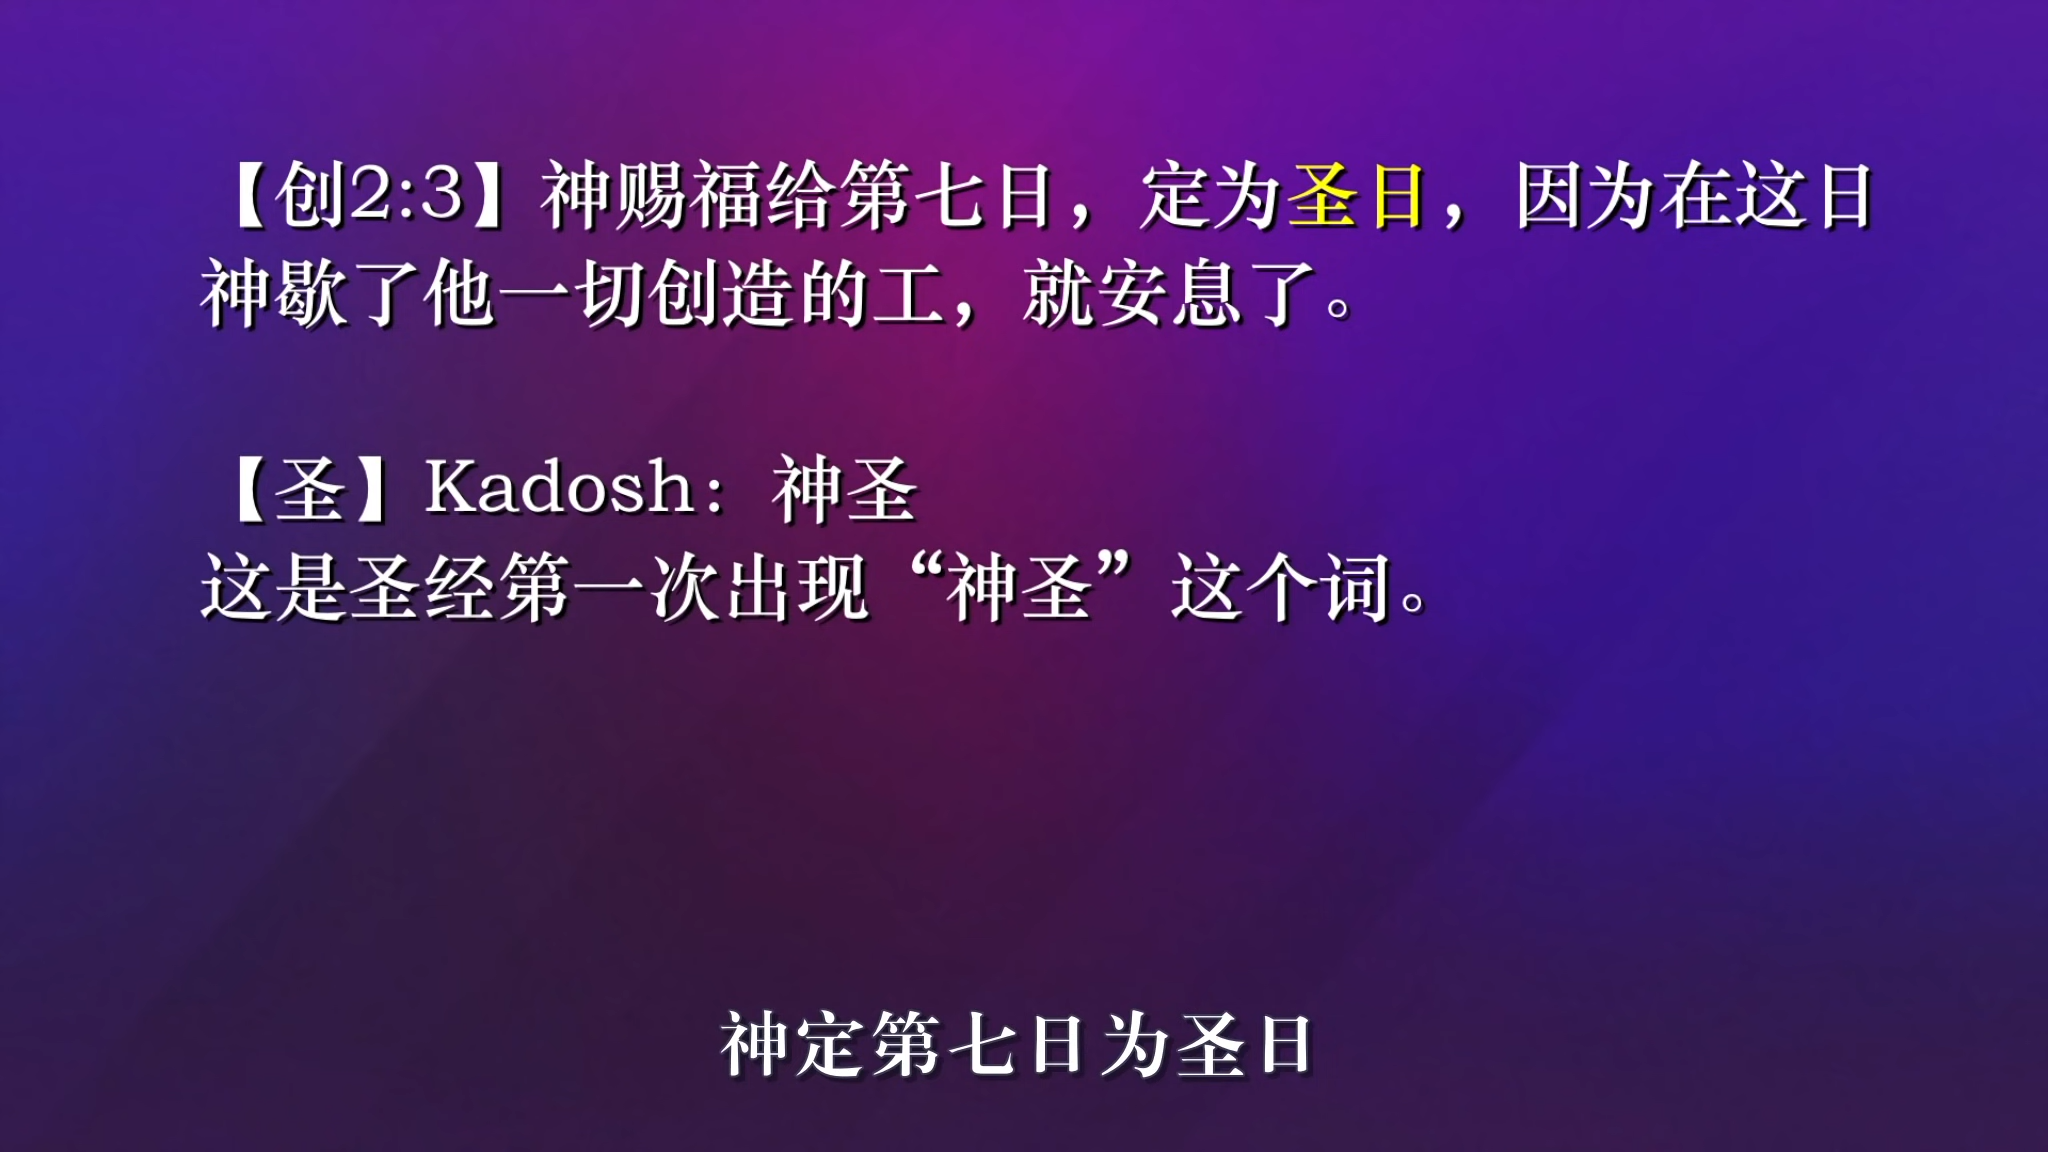 【创2:3】神赐福给第七日，定为圣日，因为在这日
神歇了他一切创造的工，就安息了。
【圣】Kadosh：神圣
这是圣经第一次出现“神圣”这个词。
神定第七日为圣日